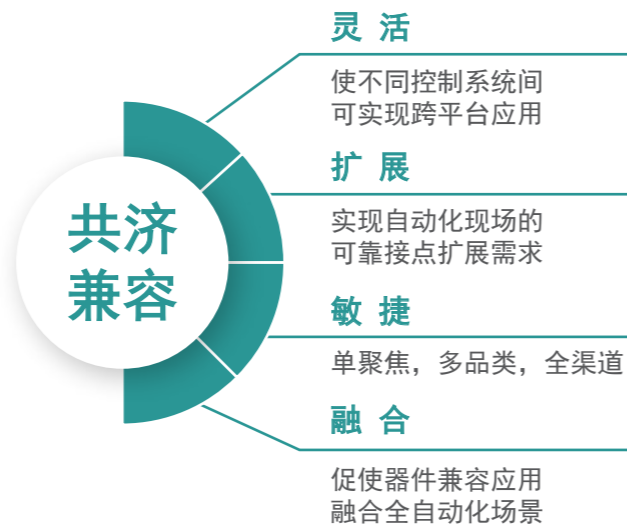 共济
兼容
灵活
使不同控制系统间
可实现跨平台应用
扩展
实现自动化现场的
可靠接点扩展需求
敏捷
单聚焦，多品类，全渠道
融合
促使器件兼容应用
融合全自动化场景